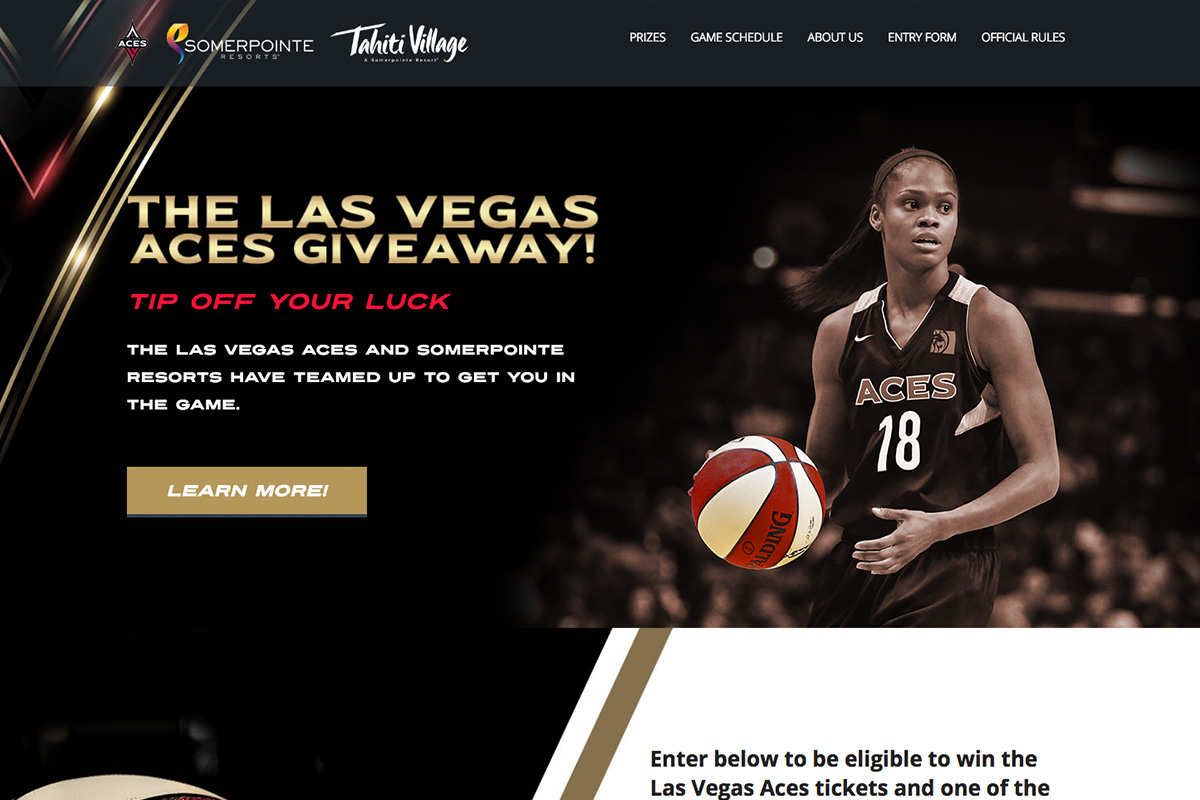 ACES
SOMERPOINTE
RESORTS
Tahiti Village
A Somerpointe Resort
PRIZES
GAME SCHEDULE
ABOUT US
ENTRY FORM
OFFICIAL RULES
THE LAS VEGAS
ACES GIVEAWAY!
TIP OFF YOUR LUCK
THE LAS VEGAS ACES AND SOMERPOINTE
RESORTS HAVE TEAMED UP TO GET YOU IN
THE GAME.
LEARN MORE!
ACES
18
Enter below to be eligible to win the
Las Vegas Aces tickets and one of the